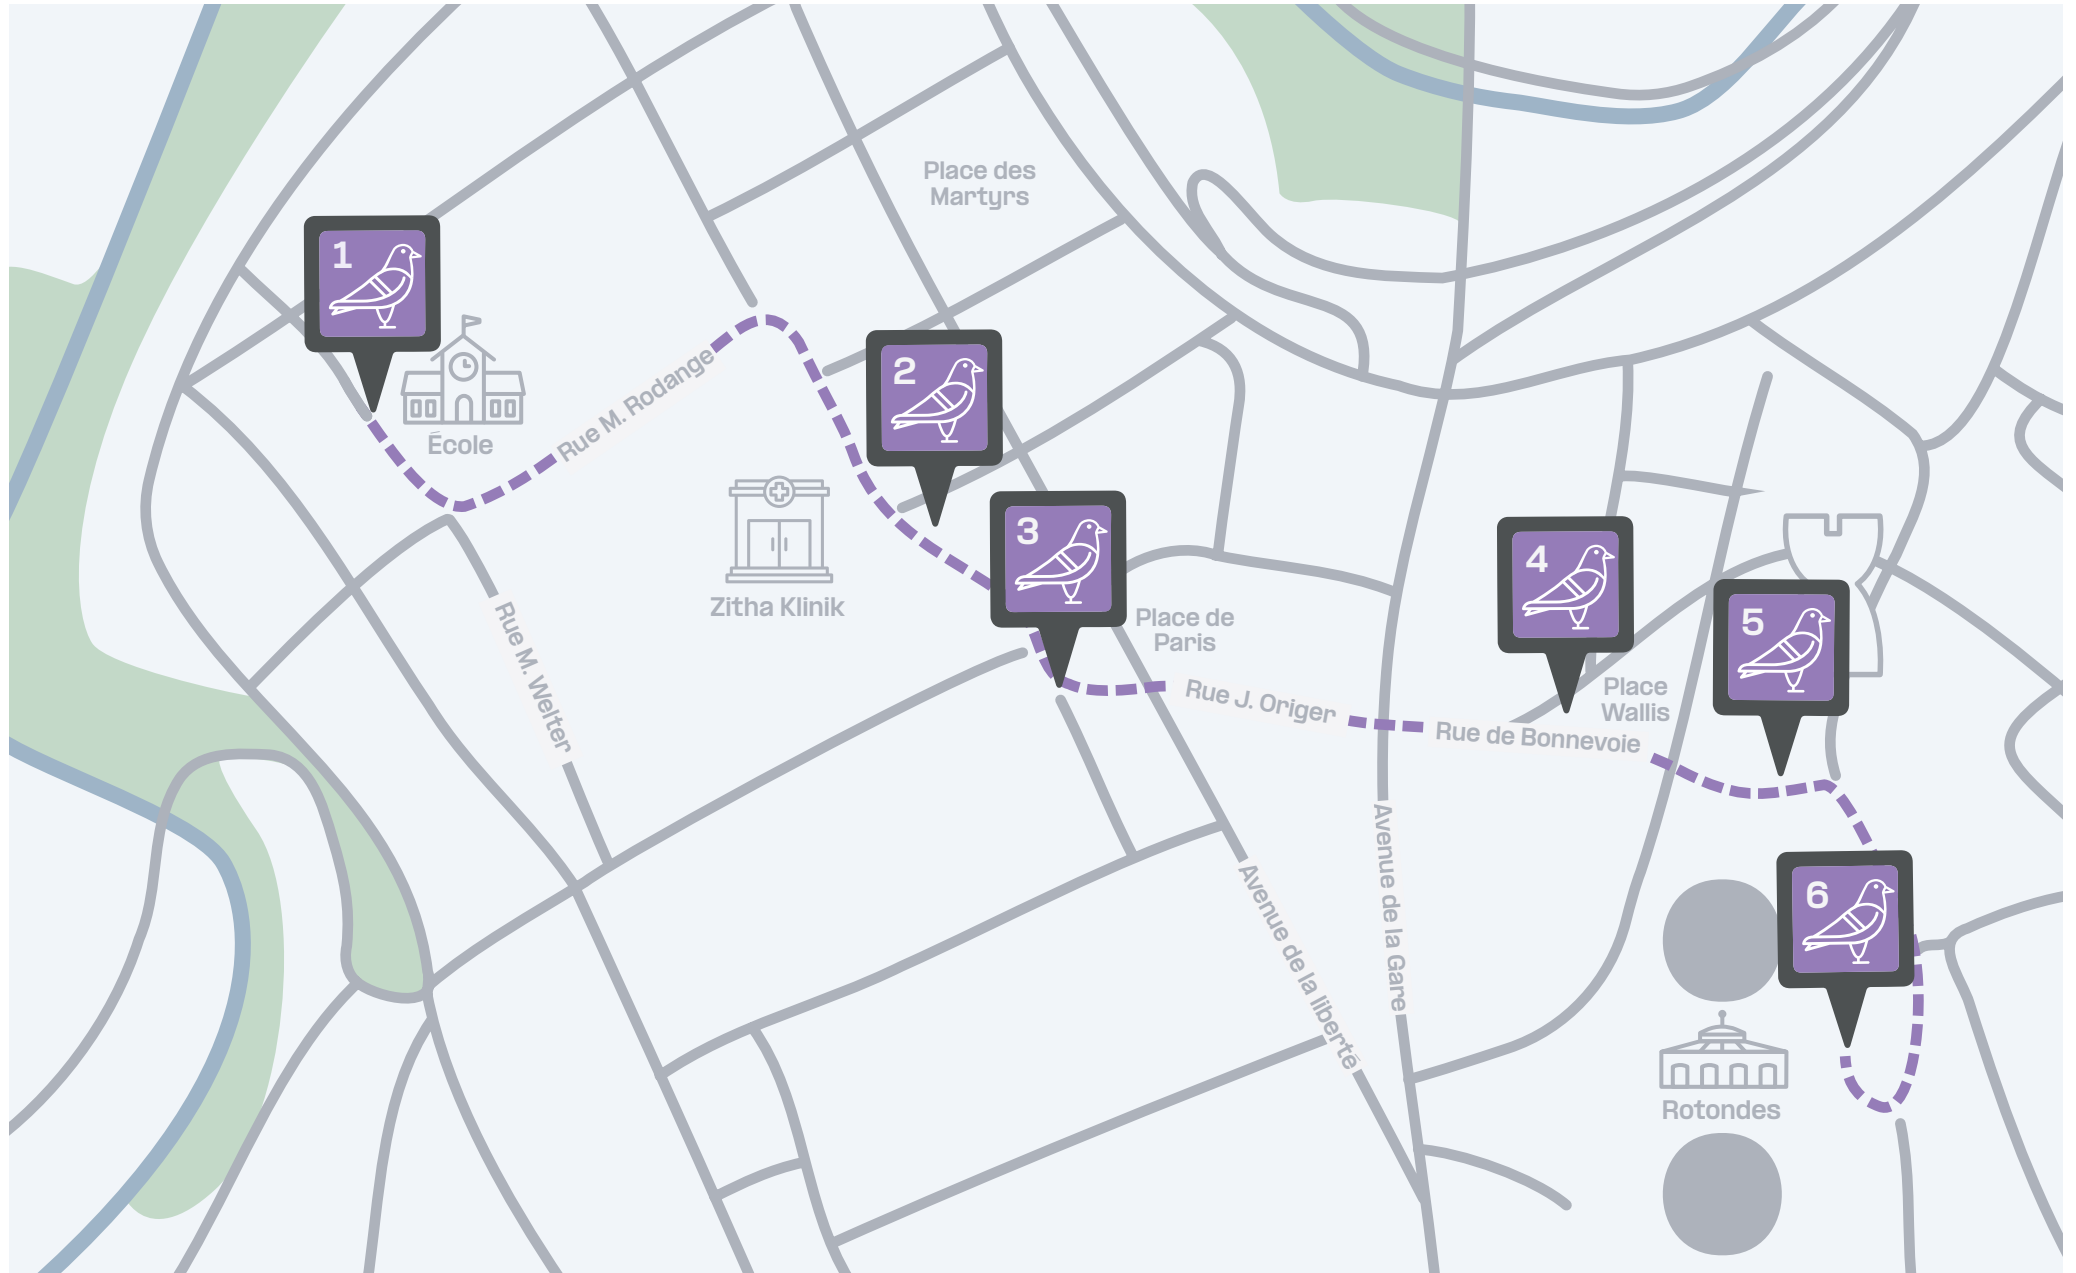 Place des
Martyrs
1
École
Rue M. Rodange
2
Zitha Klinik
3
Place de
Paris
Rue M. Welter
4
5
Place
Wallis
Rue J. Origer
Rue de Bonnevoie
Avenue de la Gare
Avenue de la liberté
6
Rotondes